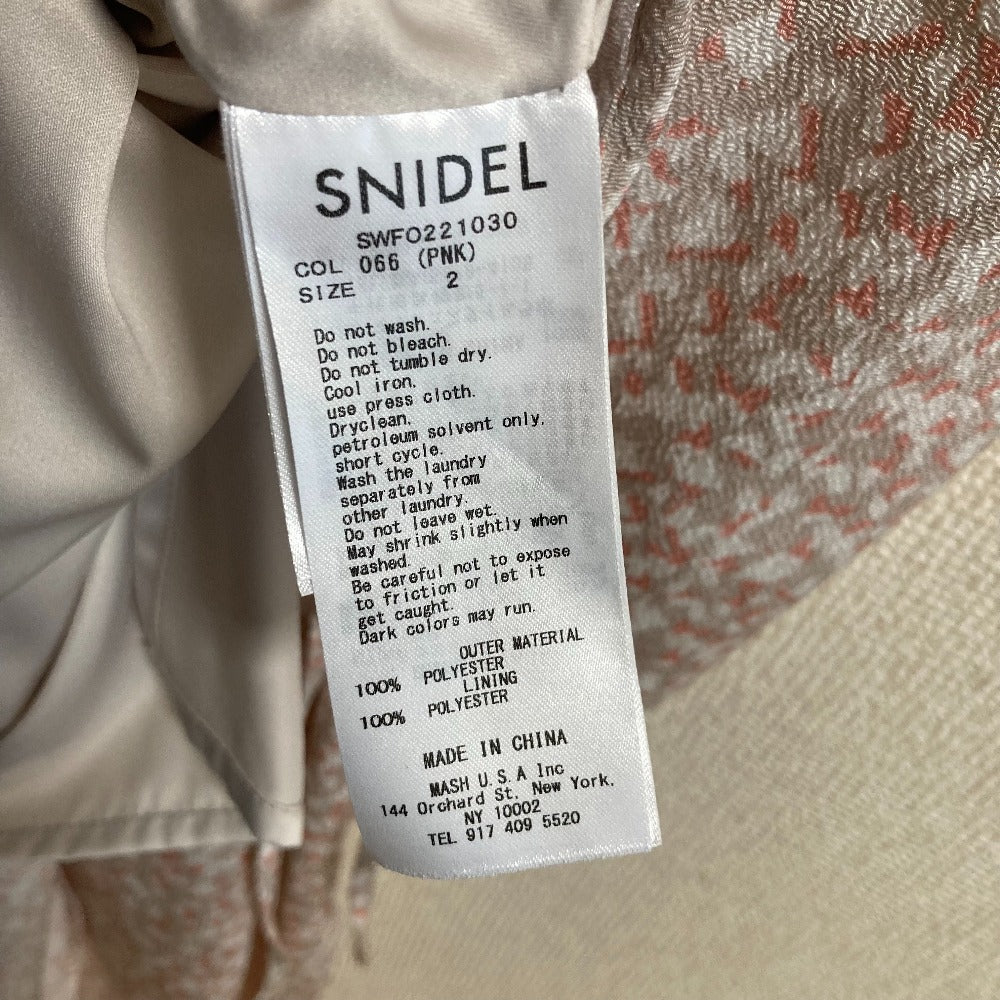 SNIDEL
SWFO221030
COL 066 (PNK)
SIZE 2
Do not wash.
Do not bleach.
Do not tumble dry.
Cool iron.
use press cloth.
Dryclean.
petroleum solvent only.
short cycle.
Wash the laundry
separately from
other laundry.
Do not leave wet.
May shrink slightly when
washed.
Be careful not to expose
to friction or let it
get caught.
Dark colors may run.
OUTER MATERIAL
100% POLYESTER
LINING
100% POLYESTER
MADE IN CHINA
MASH U.S.A Inc
144 Orchard St. New York.
NY 10002
TEL 917 409 5520